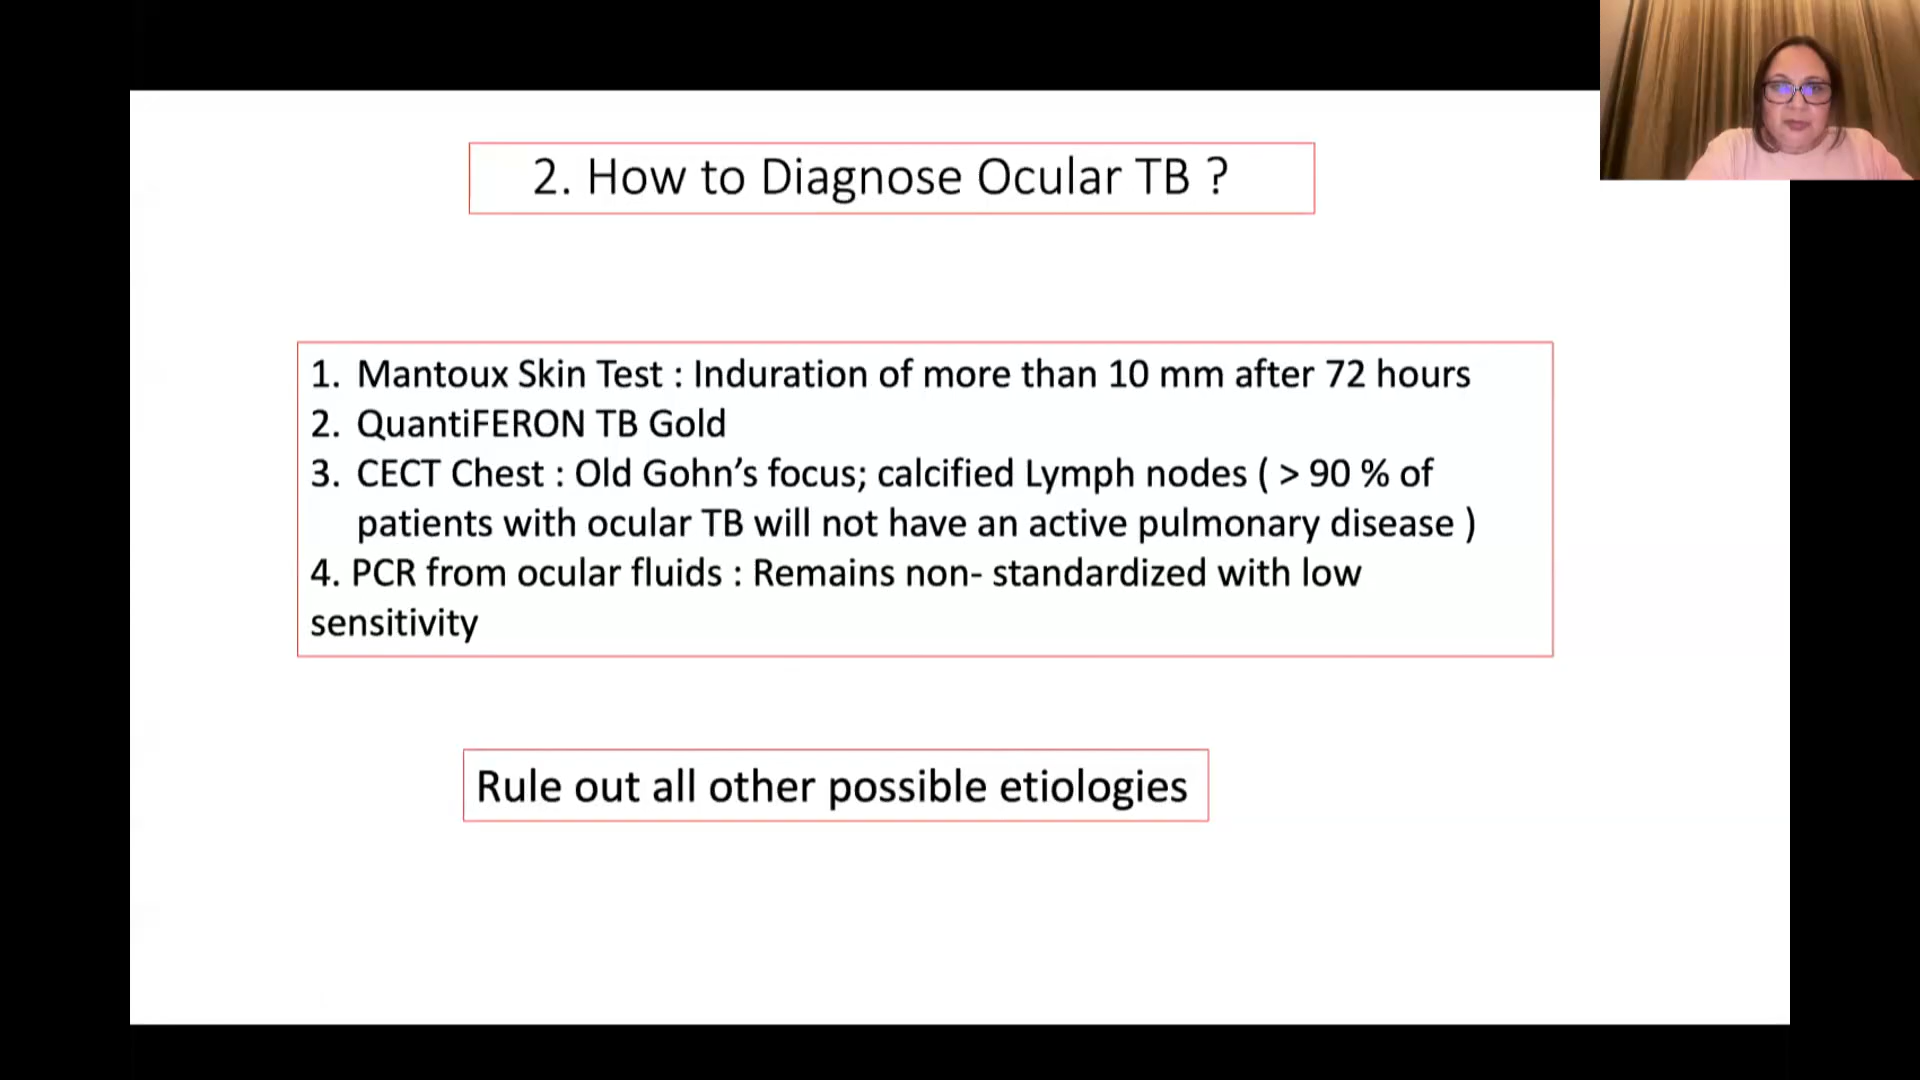 2. How to Diagnose Ocular TB ?
1. Mantoux Skin Test : Induration of more than 10 mm after 72 hours
2. QuantiFERON TB Gold
3. CECT Chest : Old Gohn’s focus; calcified Lymph nodes ( > 90 % of
patients with ocular TB will not have an active pulmonary disease )
4. PCR from ocular fluids : Remains non- standardized with low
sensitivity
Rule out all other possible etiologies